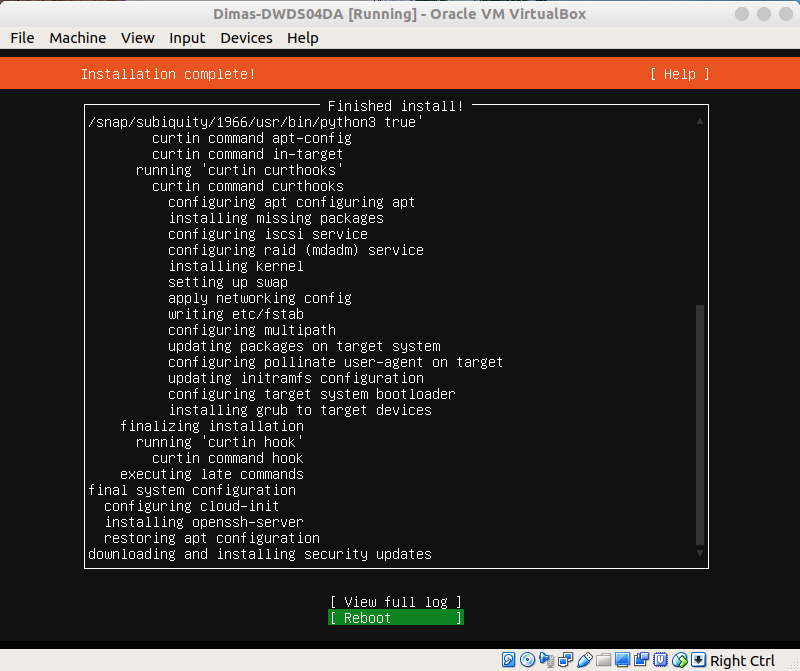 Dimas-DWDS04DA [Running] - Oracle VM VirtualBox
File Machine View Input Devices Help
Installation complete! [ Help ]
Finished install!
/snap/subiquity/1966/usr/bin/python3 true'
curtin command apt-config
curtin command in-target
running 'curtin curthooks'
curtin command curthooks
configuring apt configuring apt
installing missing packages
configuring iscsi service
configuring raid (mdadm) service
installing kernel
setting up swap
apply networking config
writing etc/fstab
configuring multipath
updating packages on target system
configuring pollinate user-agent on target
updating initramfs configuration
configuring target system bootloader
installing grub to target devices
finalizing installation
running 'curtin hook'
curtin command hook
executing late commands
final system configuration
configuring cloud-init
installing openssh-server
restoring apt configuration
downloading and installing security updates
[ View full log ]
[ Reboot ]
Right Ctrl